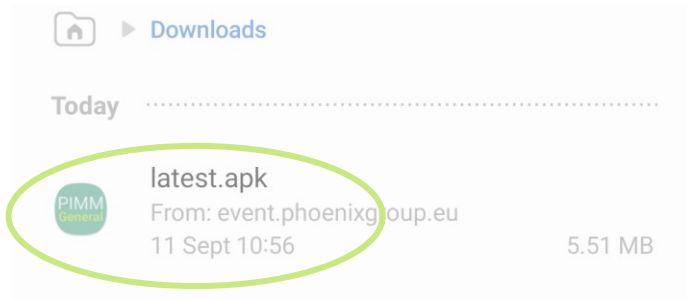 Downloads
Today
PIMM
General
latest.apk
From: event.phoenixgroup.eu
11 Sept 10:56
5.51 MB